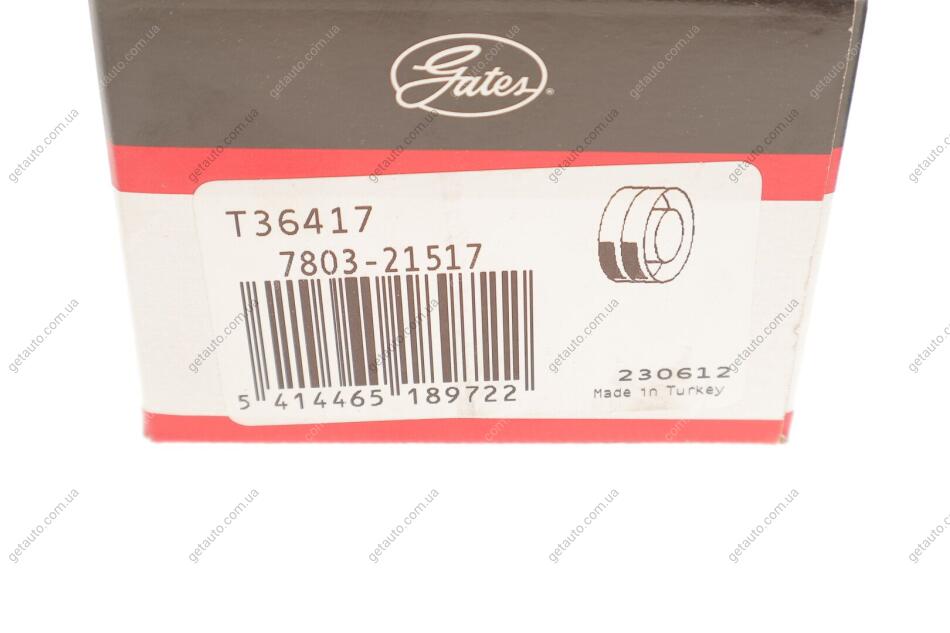 Gates®
T36417
7803-21517
5 414465 189722
230612
Made in Turkey
getauto.com.ua